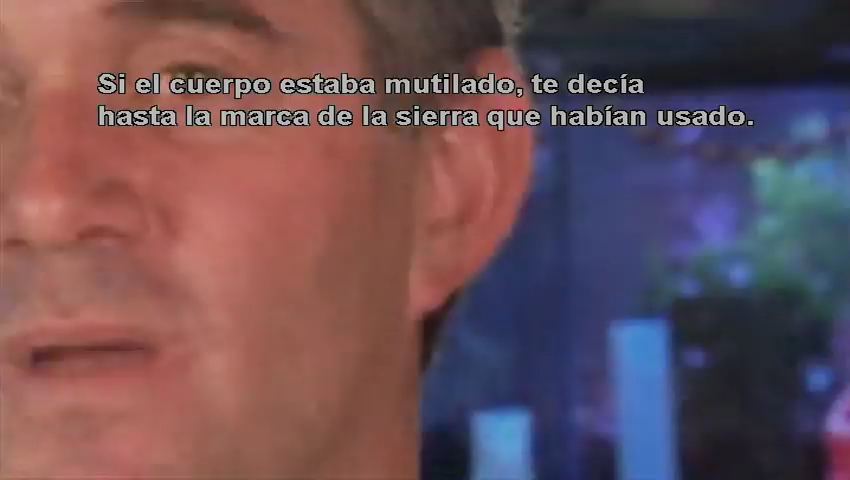 Si el cuerpo estaba mutilado, te decía
hasta la marca de la sierra que habían usado.